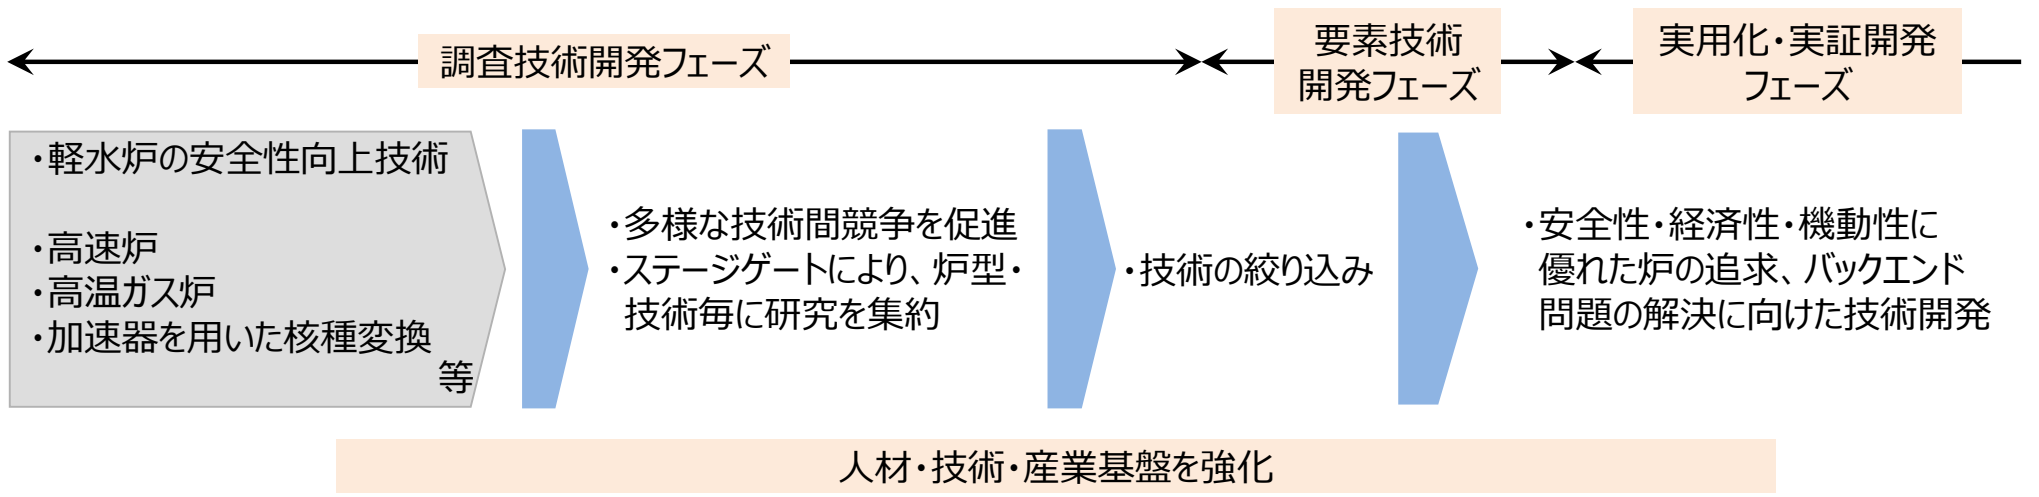 調査技術開発フェーズ
要素技術
開発フェーズ
実用化・実証開発
フェーズ
・軽水炉の安全性向上技術
・高速炉
・高温ガス炉
・加速器を用いた核種変換
等
・多様な技術間競争を促進
・ステージゲートにより、炉型・
技術毎に研究を集約
・技術の絞り込み
・安全性・経済性・機動性に
優れた炉の追求、バックエンド
問題の解決に向けた技術開発
人材・技術・産業基盤を強化